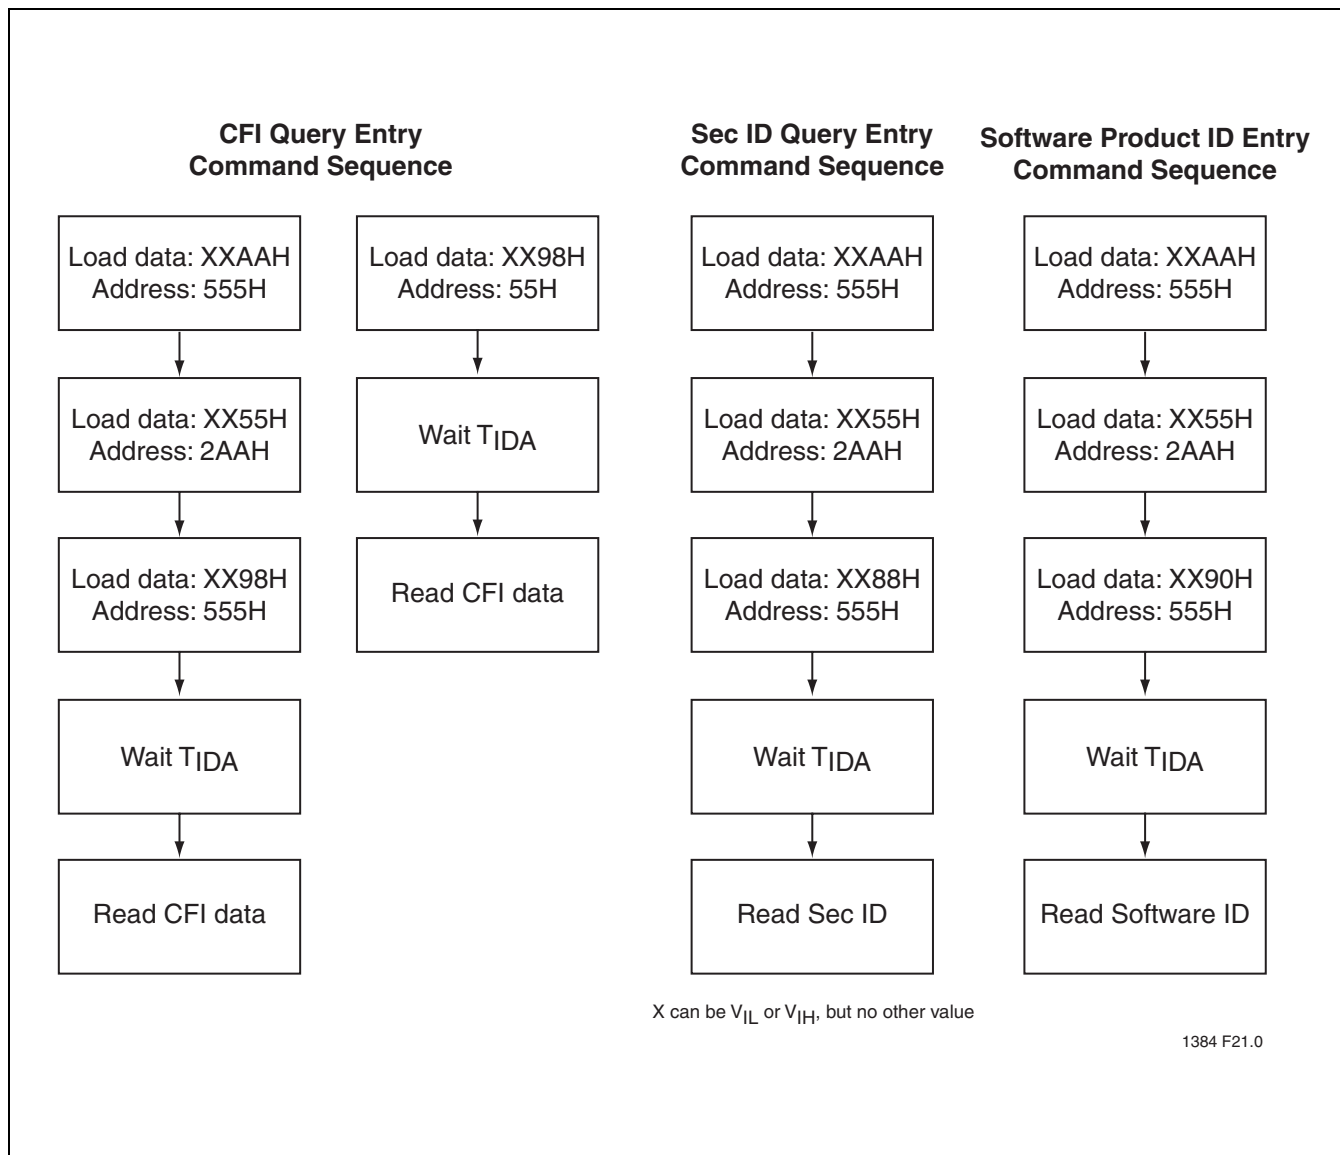 CFI Query Entry
Command Sequence
Load data: XXAAH
Address: 555H
Load data: XX55H
Address: 2AAH
Load data: XX98H
Address: 555H
Wait TIDA
Read CFI data
Load data: XX98H
Address: 55H
Wait TIDA
Read CFI data
Sec ID Query Entry
Command Sequence
Load data: XXAAH
Address: 555H
Load data: XX55H
Address: 2AAH
Load data: XX88H
Address: 555H
Wait TIDA
Read Sec ID
Software Product ID Entry
Command Sequence
Load data: XXAAH
Address: 555H
Load data: XX55H
Address: 2AAH
Load data: XX90H
Address: 555H
Wait TIDA
Read Software ID
X can be VIL or VIH, but no other value
1384 F21.0